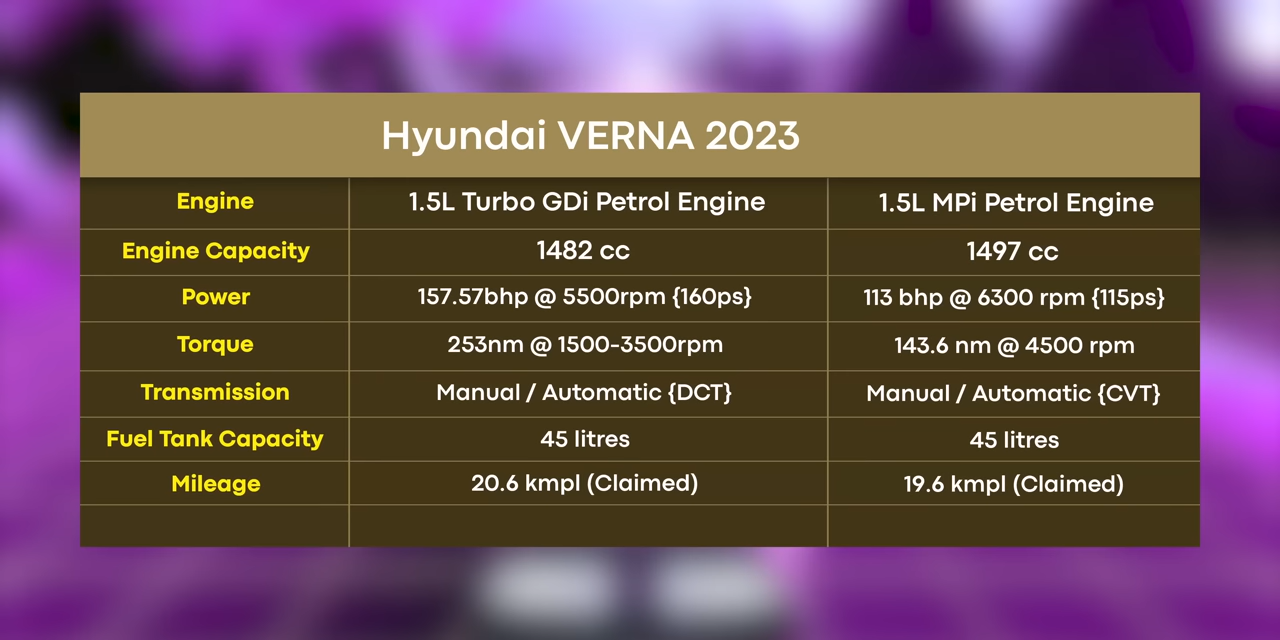 Hyundai VERNA 2023
Engine 1.5L Turbo GDi Petrol Engine 1.5L MPi Petrol Engine
Engine Capacity 1482 cc 1497 cc
Power 157.57bhp @ 5500rpm {160ps} 113 bhp @ 6300 rpm {115ps}
Torque 253nm @ 1500-3500rpm 143.6 nm @ 4500 rpm
Transmission Manual / Automatic {DCT} Manual / Automatic {CVT}
Fuel Tank Capacity 45 litres 45 litres
Mileage 20.6 kmpl (Claimed) 19.6 kmpl (Claimed)